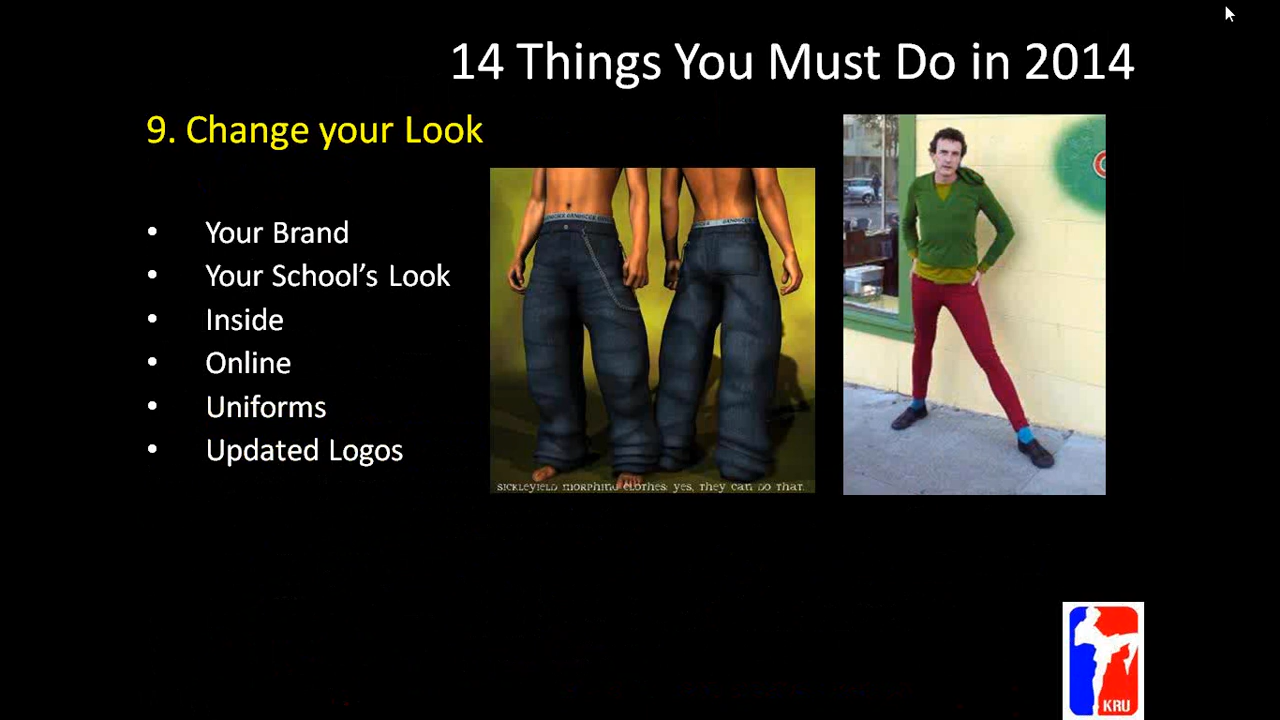 14 Things You Must Do in 2014
9. Change your Look
• Your Brand
• Your School’s Look
• Inside
• Online
• Uniforms
• Updated Logos
SICKLEYIELD MORPHING CLOTHES: YES, THEY CAN DO THAT.
KRU